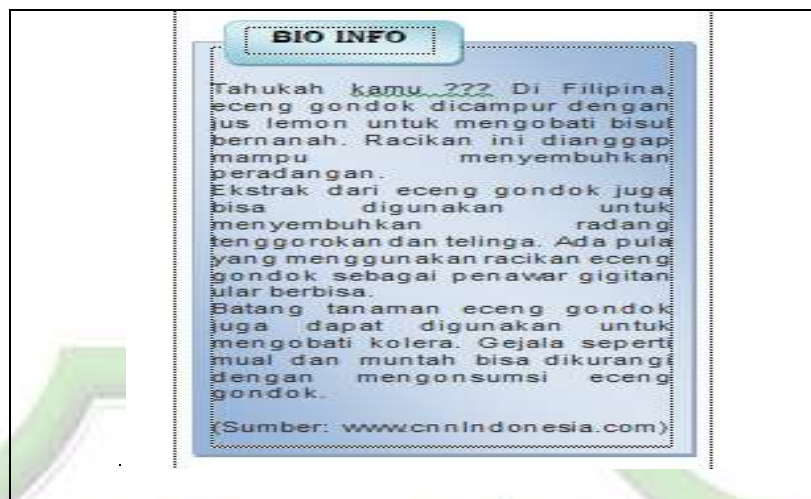 BIO INFO
Tahukah kamu ??? Di Filipina,
eceng gondok dicampur dengan
jus lemon untuk mengobati bisul
bernanah. Racikan ini dianggap
mampu menyembuhkan
peradangan.
Ekstrak dari eceng gondok juga
bisa digunakan untuk
menyembuhkan radang
tenggorokan dan telinga. Ada pula
yang menggunakan racikan eceng
gondok sebagai penawar gigitan
ular berbisa.
Batang tanaman eceng gondok
juga dapat digunakan untuk
mengobati kolera. Gejala seperti
mual dan muntah bisa dikurangi
dengan mengonsumsi eceng
gondok.
(Sumber: www.cnnIndonesia.com)